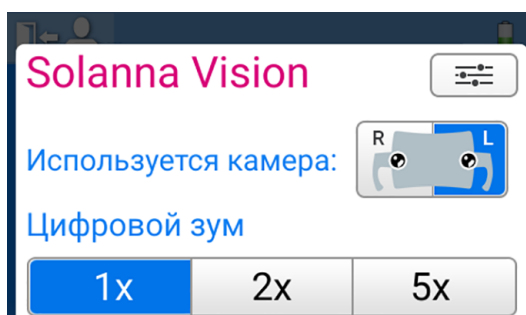 Solanna Vision
Используется камера:
R L
Цифровой зум
1x 2x 5x